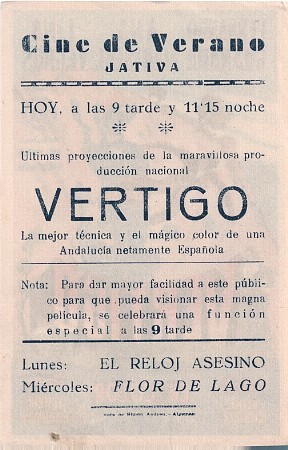 Cine de Verano
JATIVA
HOY, a las 9 tarde y 11'15 noche
Ultimas proyecciones de la maravillosa pro-
ducción nacional
VERTIGO
La mejor técnica y el mágico color de una
Andalucía netamente Española
Nota: Para dar mayor facilidad a este públi-
co para que pueda visionar esta magna
pelicula, se celebrará una función
especial a las 9 tarde
Lunes: EL RELOJ ASESINO
Miércoles: FLOR DE LAGO